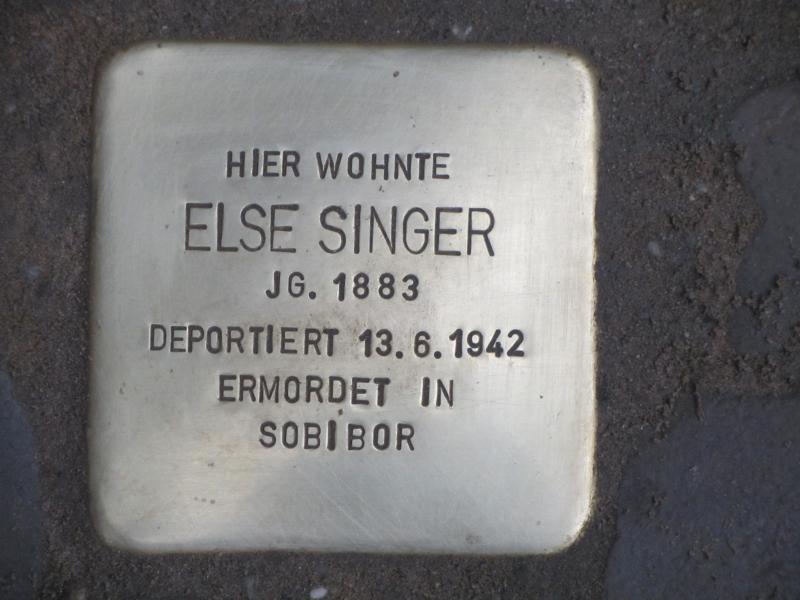 HIER WOHNTE
ELSE SINGER
JG. 1883
DEPORTIERT 13.6.1942
ERMORDET IN
SOBIBOR